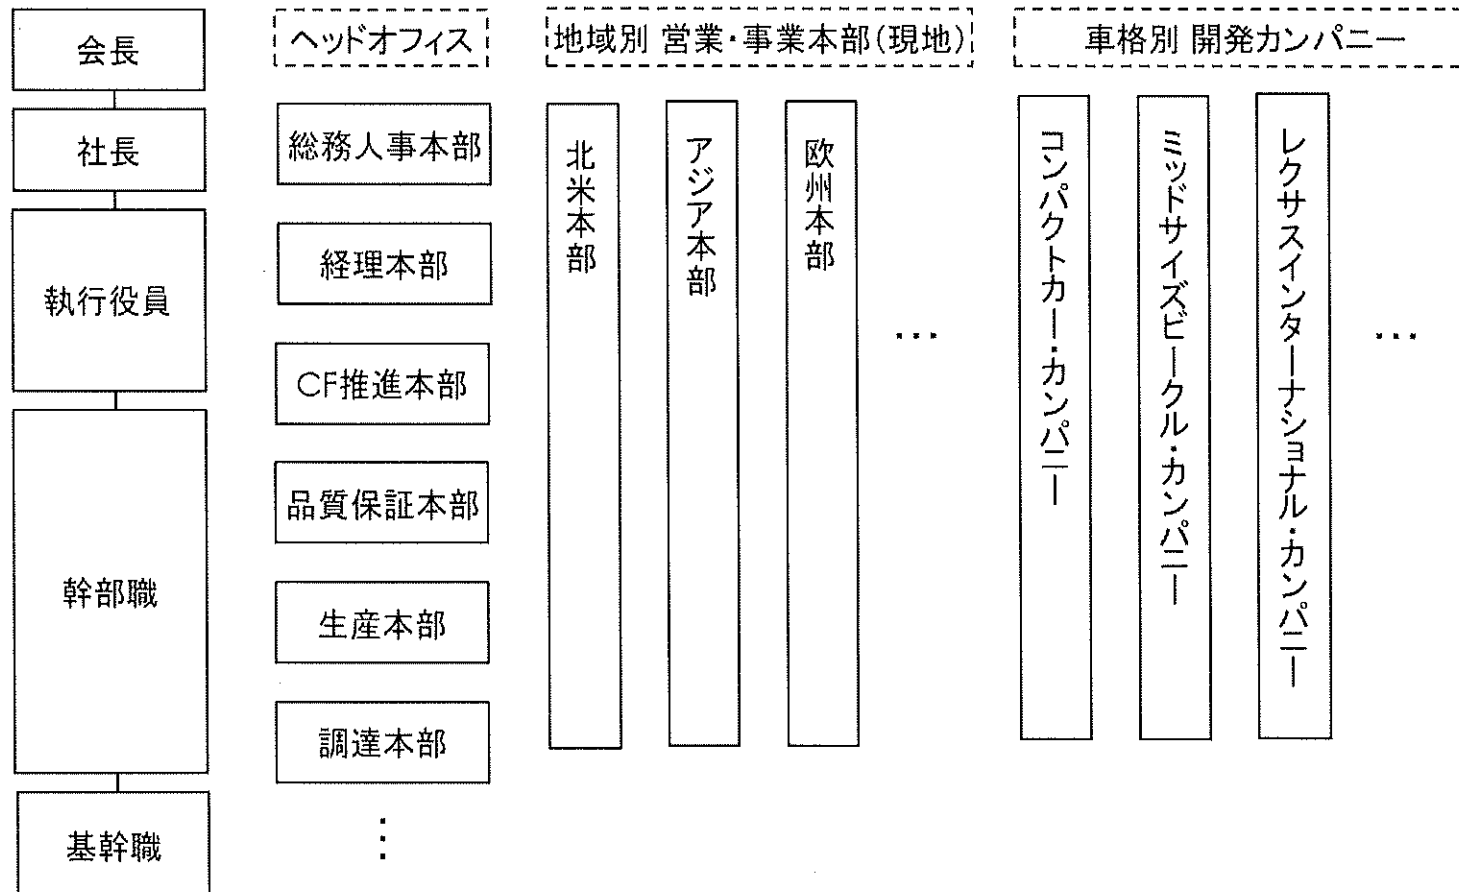 会長
社長
執行役員
幹部職
基幹職
ヘッドオフィス
総務人事本部
経理本部
CF推進本部
品質保証本部
生産本部
調達本部
⋮
地域別 営業・事業本部(現地)
北米本部
アジア本部
欧州本部
…
車格別 開発カンパニー
コンパクトカー・カンパニー
ミッドサイズビークル・カンパニー
レクサスインターナショナル・カンパニー
…